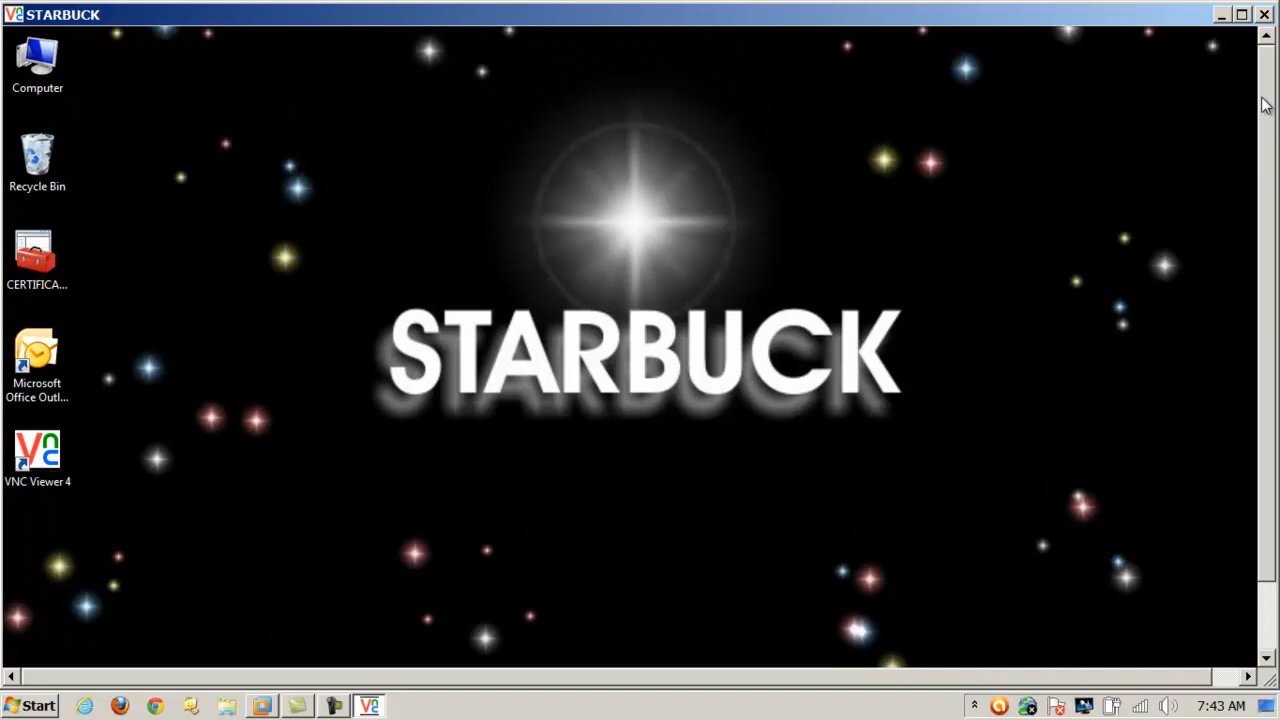 STARBUCK
Computer
Recycle Bin
CERTIFICA...
Microsoft
Office Outl...
VNC Viewer 4
STARBUCK
Start
7:43 AM